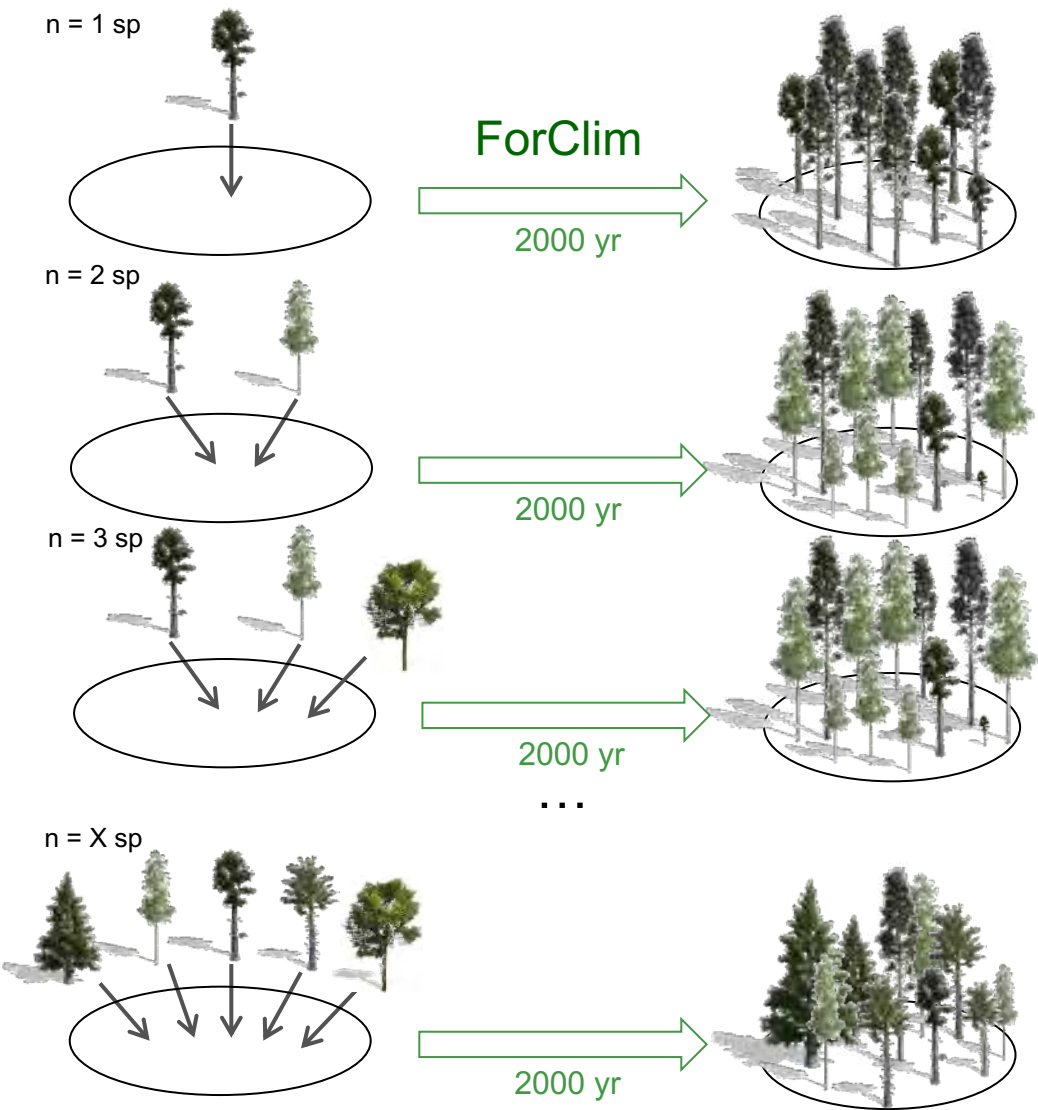 n = 1 sp
ForClim
2000 yr
n = 2 sp
2000 yr
n = 3 sp
2000 yr
...
n = X sp
2000 yr